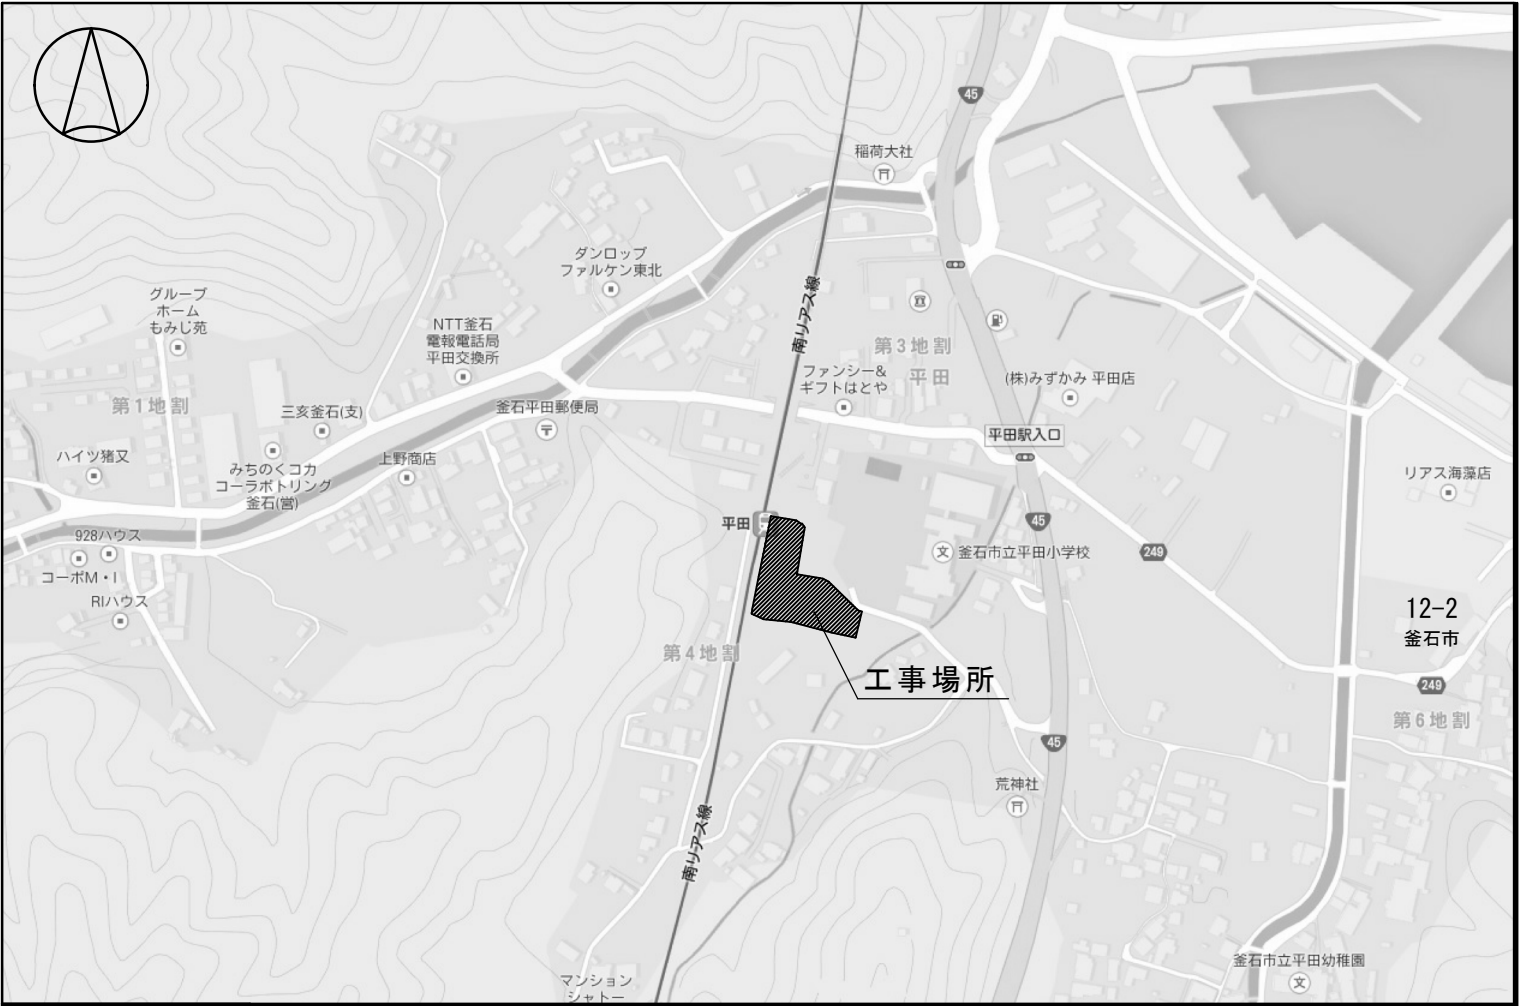 45
稲荷大社
ダンロップ
ファルケン東北
グループ
ホーム
もみじ苑
NTT釜石
電報電話局
平田交換所
南リアス線
第3地割
平田
ファンシー&
ギフトはとや
(株)みずかみ 平田店
第1地割
三亥釜石(支)
釜石平田郵便局
平田駅入口
ハイツ猪又
みちのくコカ
コーラボトリング
釜石(営)
上野商店
リアス海藻店
平田
45
928ハウス
釜石市立平田小学校
249
コーポM・I
RIハウス
12-2
釜石市
第4地割
工事場所
249
第6地割
45
荒神社
南リアス線
釜石市立平田幼稚園
マンション
シャトー